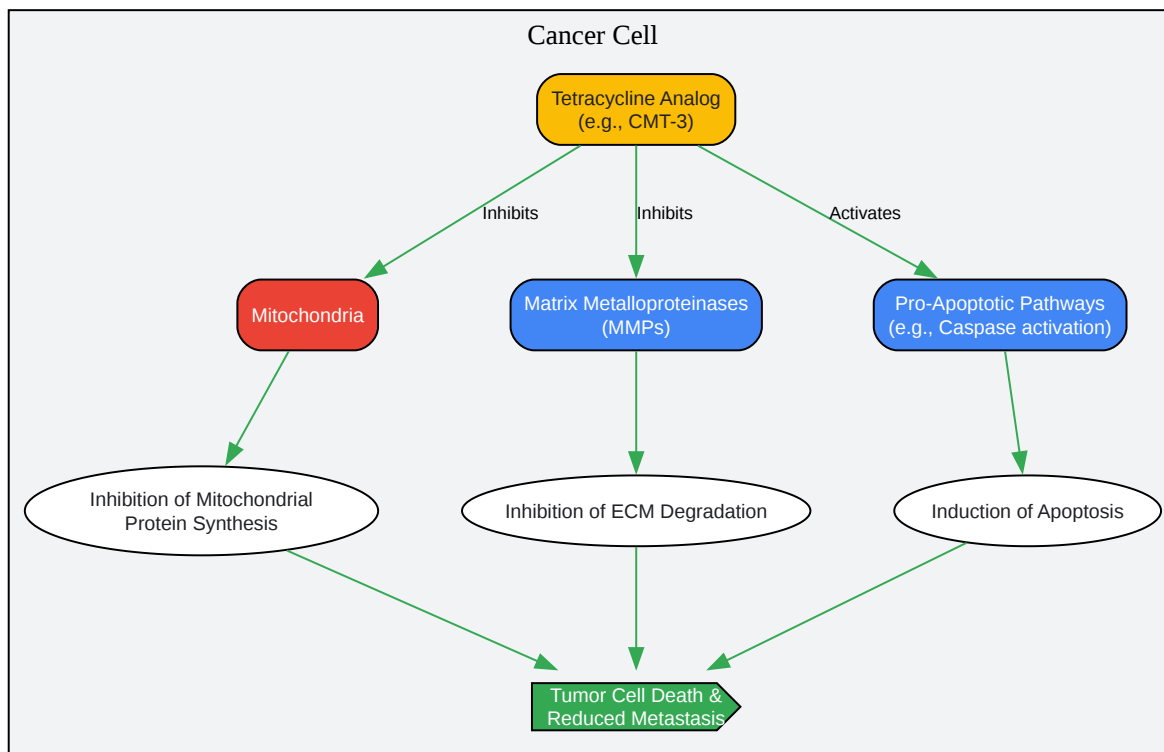 Cancer Cell
Tetracycline Analog
(e.g., CMT-3)
Inhibits
Inhibits
Activates
Mitochondria
Matrix Metalloproteinases
(MMPs)
Pro-Apoptotic Pathways
(e.g., Caspase activation)
Inhibition of Mitochondrial
Protein Synthesis
Inhibition of ECM Degradation
Induction of Apoptosis
Tumor Cell Death &
Reduced Metastasis